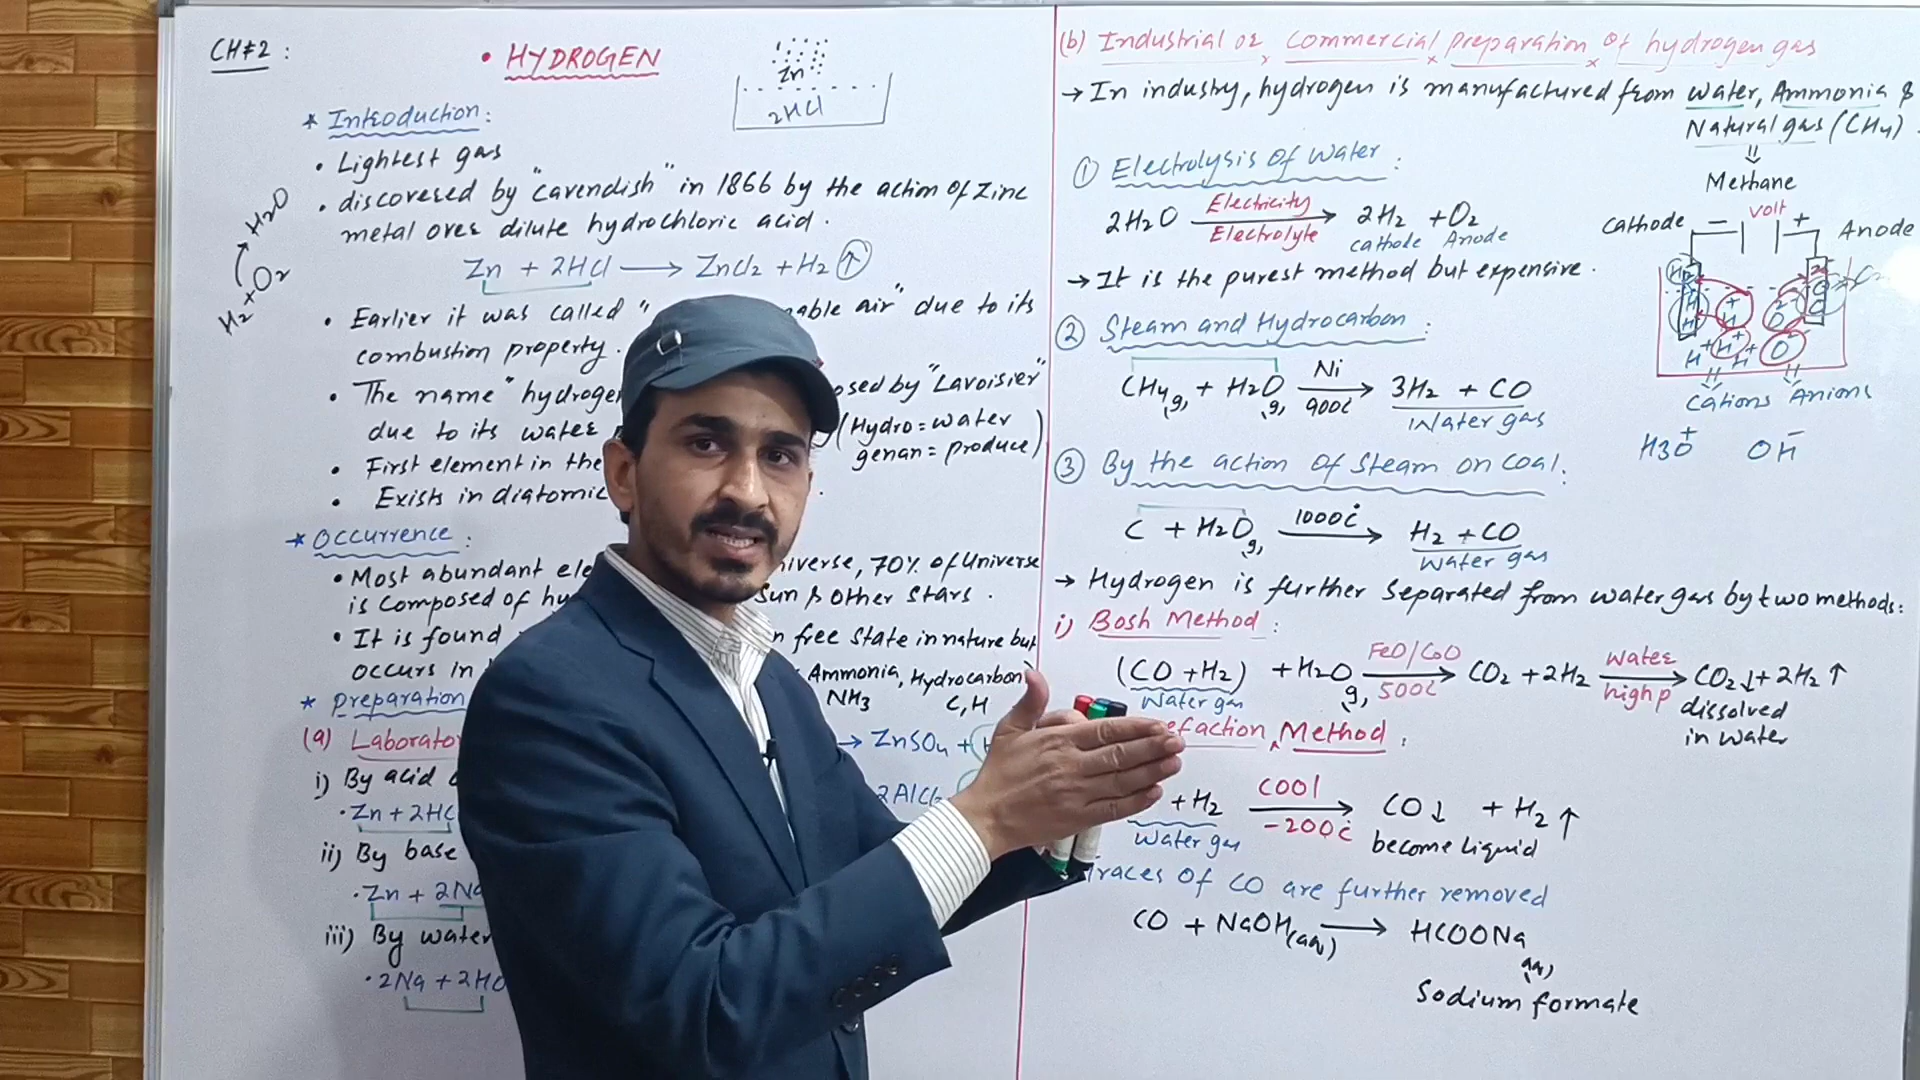 CH#2:
• HYDROGEN
Zn
2HCl
* Introduction:
• Lightest gas
• discovered by "Cavendish" in 1866 by the action of Zinc
metal over dilute hydrochloric acid.
Zn + 2HCl → ZnCl2 + H2 ↑
H2 + O2 → H2O
• Earlier it was called " able air" due to its
combustion property.
• The name "hydroge osed by "Lavoisier"
due to its water (Hydro = water
genan = produce)
• First element in the
• Exists in diatomic
* Occurrence:
• Most abundant ele niverse, 70% of Universe
is composed of hy Sun & other stars.
• It is found n free state in nature but
occurs in Ammonia, Hydrocarbon)
NH3 C,H
* Preparation
(a) Laborato
i) By acid
→ ZnSO4 +
• Zn + 2HCl
2AlCl
ii) By base
• Zn + 2Na
iii) By water
• 2Na + 2HO
(b) Industrial or commercial preparation of hydrogen gas
→ In industry, hydrogen is manufactured from water, Ammonia &
Natural gas (CH4).
Methane
① Electrolysis of water:
2H2O Electricity Electrolyte → 2H2 + O2
cathode Anode
→ It is the purest method but expensive.
Cathode − volt + Anode
H+ H+ H+
Cations Anions
H3O+ OH−
② Steam and Hydrocarbon:
CH4(g) + H2O(g) Ni 900c → 3H2 + CO
Water gas
③ By the action of steam on coal:
C + H2O(g) 1000c → H2 + CO
Water gas
→ Hydrogen is further separated from water gas by two methods:
i) Bosh Method:
(CO + H2) + H2O(g) FeO/CoO 500c → CO2 + 2H2 water high p → CO2↓ + 2H2 ↑
Water gas dissolved
in water
efaction Method:
+ H2 cool -200c → CO↓ + H2 ↑
Water gas become liquid
Traces of CO are further removed
CO + NaOH(aq) → HCOONa(aq)
Sodium formate